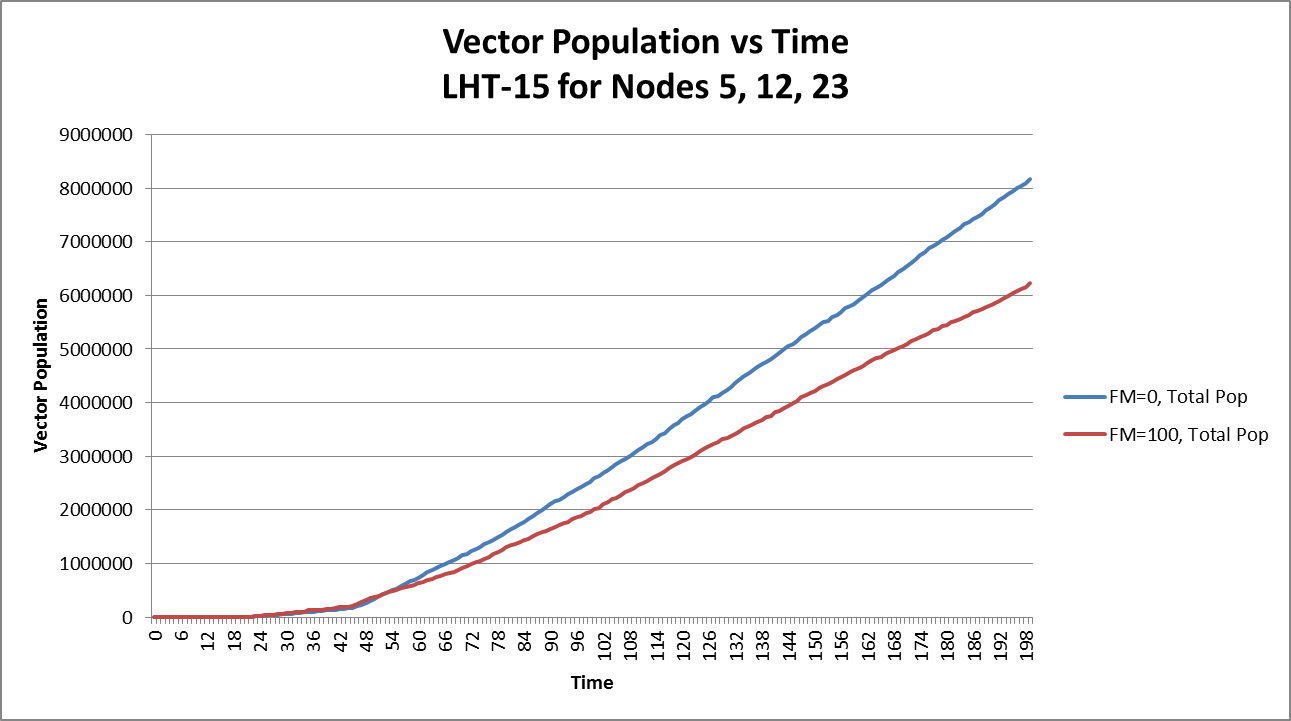 Vector Population vs Time
LHT-15 for Nodes 5, 12, 23
9000000
8000000
7000000
6000000
5000000
4000000
3000000
2000000
1000000
0
Vector Population
0 6 12 18 24 30 36 42 48 54 60 66 72 78 84 90 96 102 108 114 120 126 132 138 144 150 156 162 168 174 180 186 192 198
Time
FM=0, Total Pop
FM=100, Total Pop